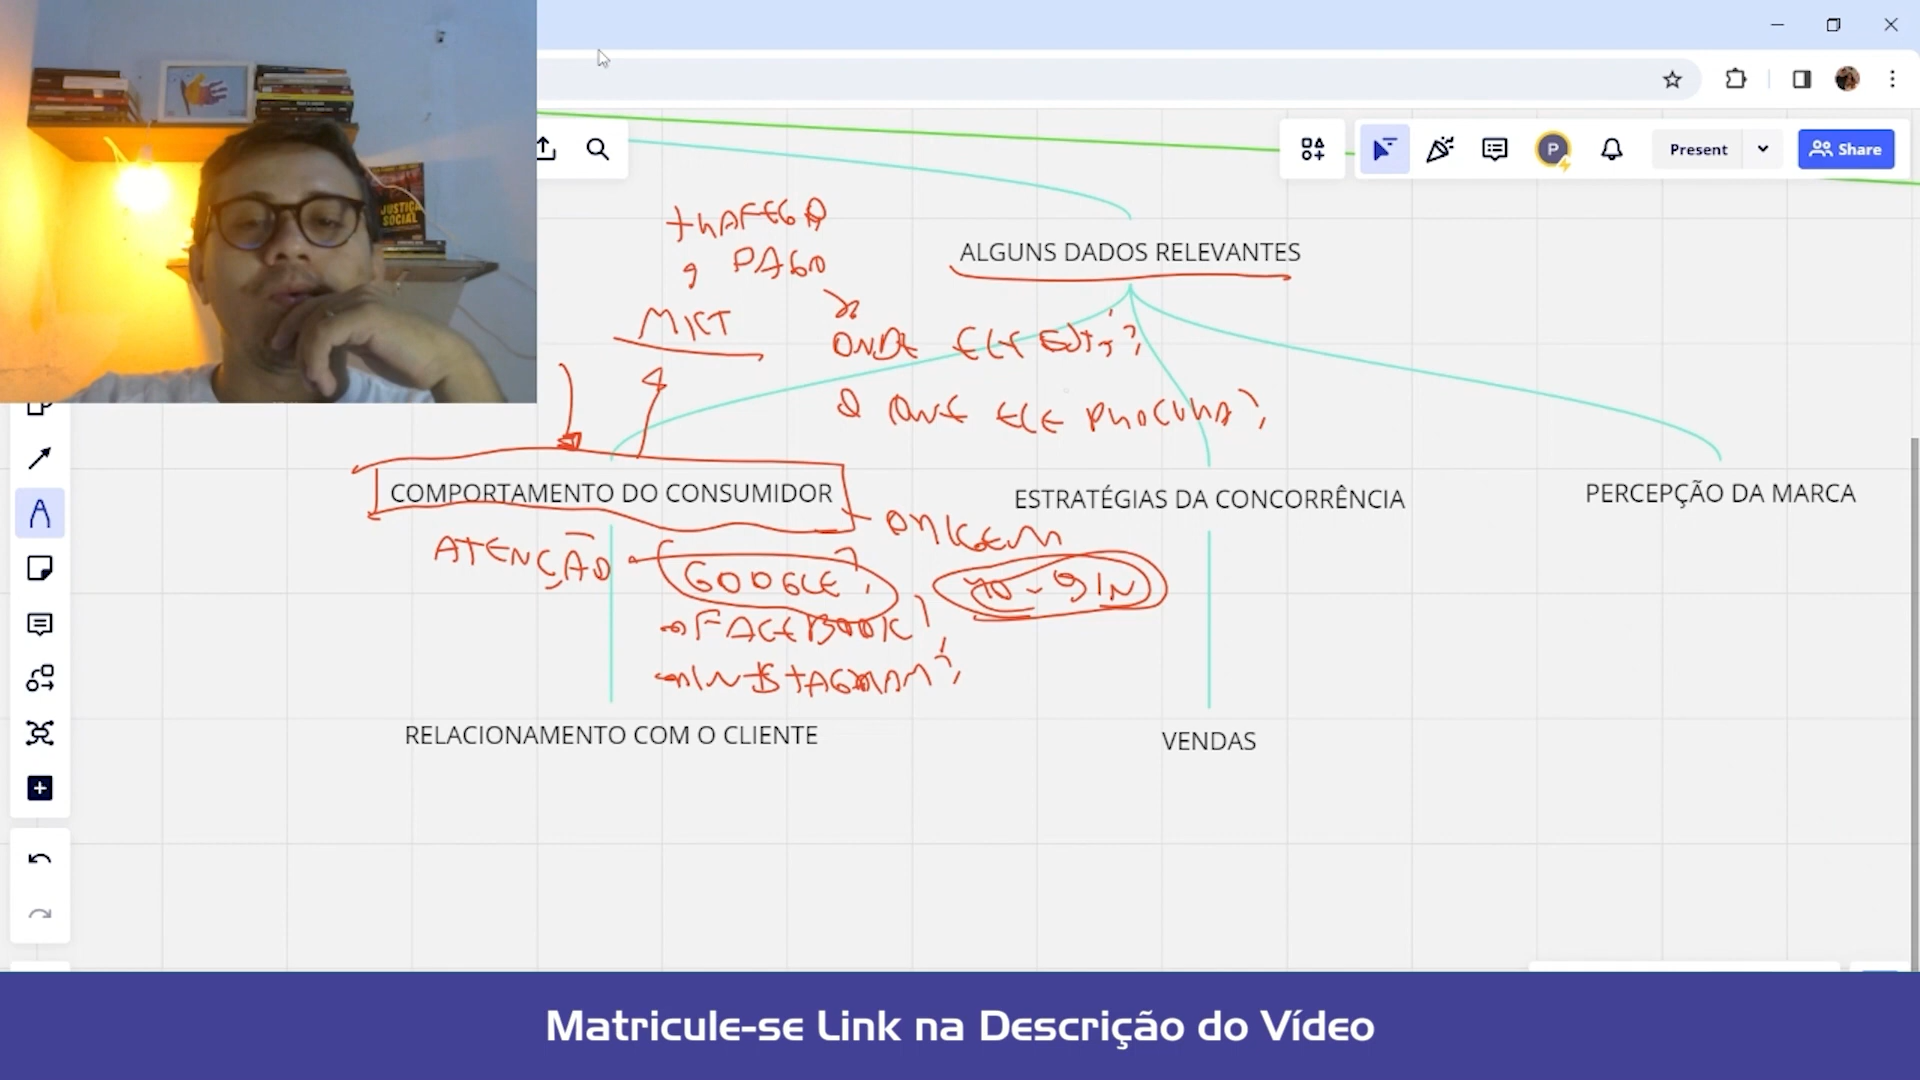 JUSTIÇA
SOCIAL
P
Present
Share
TRAFEGO
PAGO
MKT
ALGUNS DADOS RELEVANTES
ONDE ELE ESTÁ?
O QUE ELE PROCURA?
COMPORTAMENTO DO CONSUMIDOR
ESTRATÉGIAS DA CONCORRÊNCIA
PERCEPÇÃO DA MARCA
ORIGEM
ATENÇÃO
GOOGLE?
FACEBOOK?
INSTAGRAM?
RELACIONAMENTO COM O CLIENTE
VENDAS
Matricule-se Link na Descrição do Vídeo